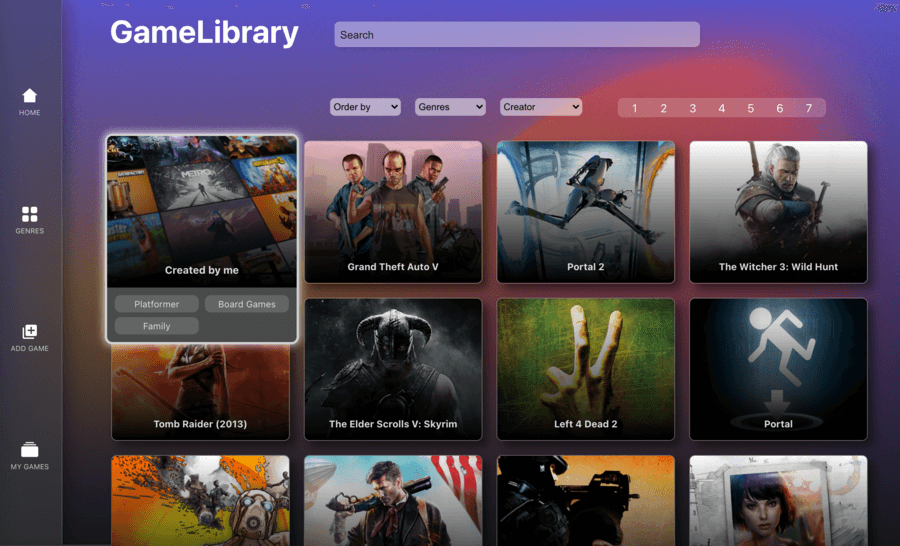 GameLibrary
Search
HOME
Order by
Genres
Creator
1 2 3 4 5 6 7
METRO
Created by me
Grand Theft Auto V
Portal 2
The Witcher 3: Wild Hunt
GENRES
Platformer
Board Games
Family
ADD GAME
Tomb Raider (2013)
The Elder Scrolls V: Skyrim
Left 4 Dead 2
Portal
MY GAMES